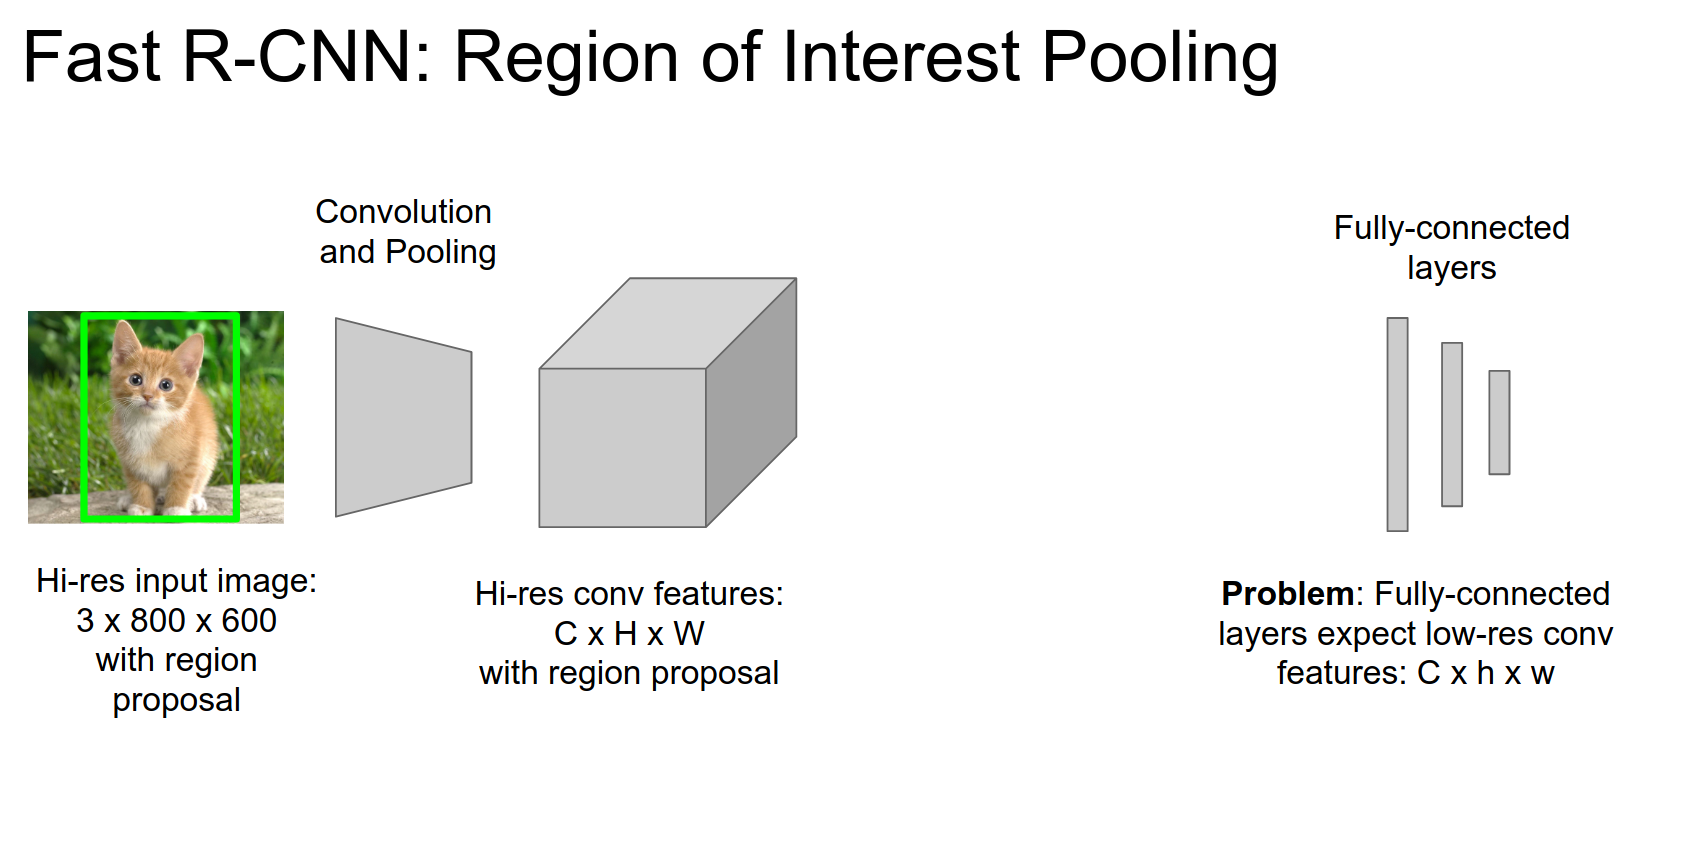 Fast R-CNN: Region of Interest Pooling
Convolution
and Pooling
Fully-connected
layers
Hi-res input image:
3 x 800 x 600
with region
proposal
Hi-res conv features:
C x H x W
with region proposal
Problem: Fully-connected
layers expect low-res conv
features: C x h x w